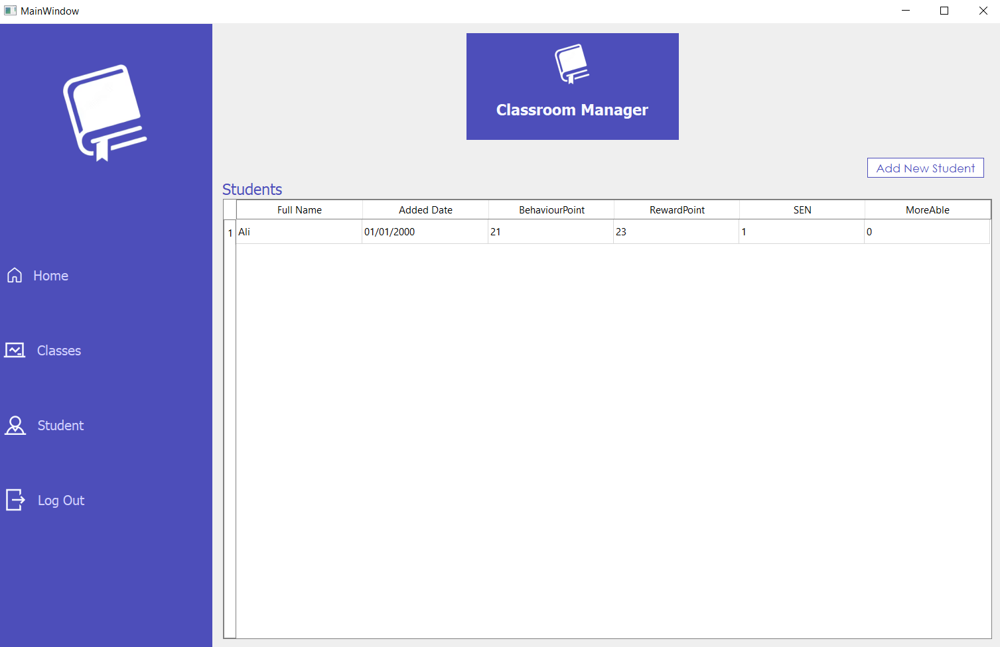 MainWindow
Classroom Manager
Add New Student
Students
Full Name Added Date BehaviourPoint RewardPoint SEN MoreAble
1 Ali 01/01/2000 21 23 1 0
Home
Classes
Student
Log Out